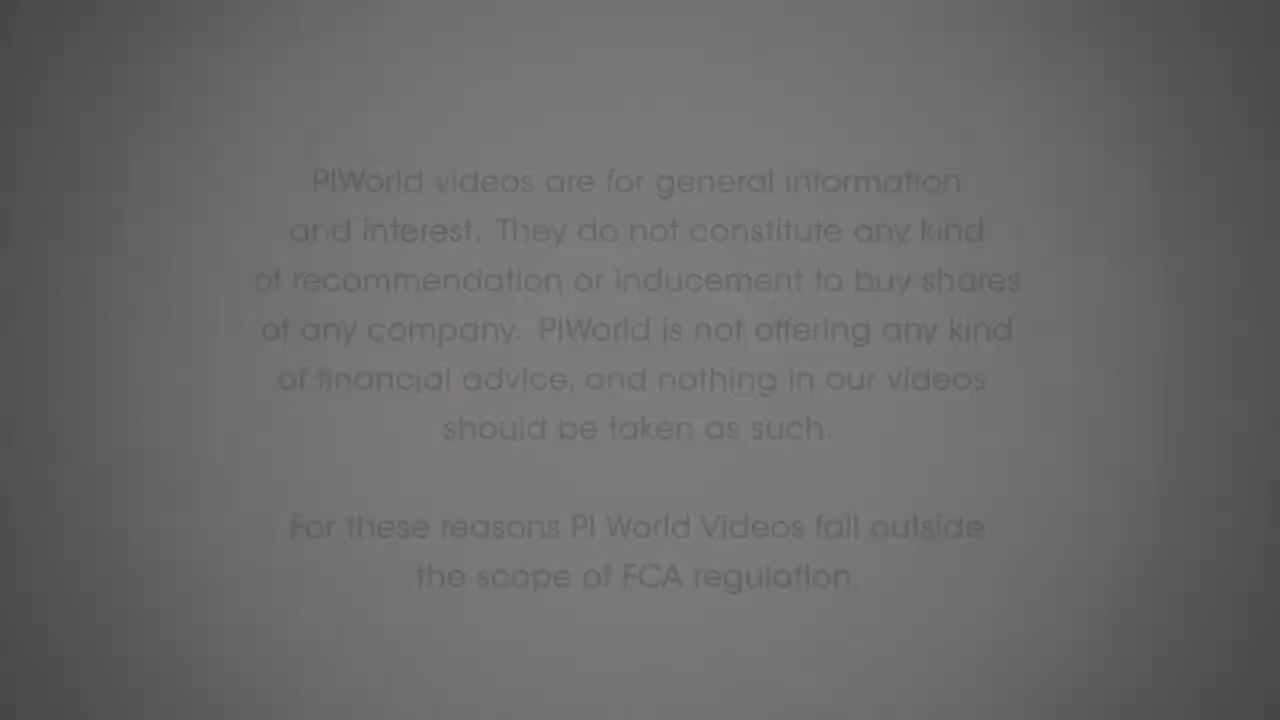 PIWorld videos are for general information
and interest. They do not constitute any kind
of recommendation or inducement to buy shares
of any company. PIWorld is not offering any kind
of financial advice, and nothing in our videos
should be taken as such.
For these reasons PI World Videos fall outside
the scope of FCA regulation.